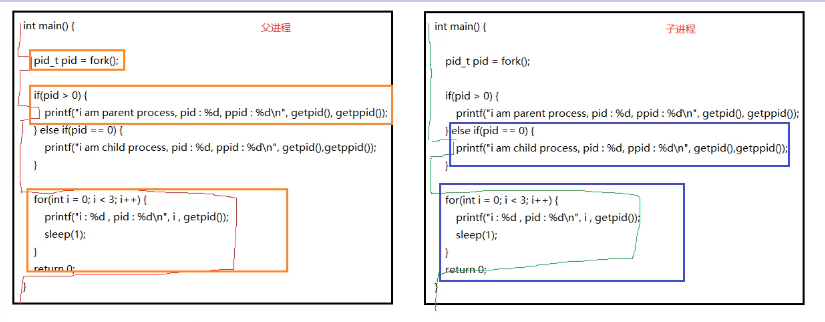 int main() {
父进程
pid_t pid = fork();
if(pid > 0) {
printf("i am parent process, pid : %d, ppid : %d\n", getpid(), getppid());
} else if(pid == 0) {
printf("i am child process, pid : %d, ppid : %d\n", getpid(),getppid());
}
for(int i = 0; i < 3; i++) {
printf("i : %d , pid : %d\n", i , getpid());
sleep(1);
}
return 0;
}
int main() {
子进程
pid_t pid = fork();
if(pid > 0) {
printf("i am parent process, pid : %d, ppid : %d\n", getpid(), getppid());
} else if(pid == 0) {
printf("i am child process, pid : %d, ppid : %d\n", getpid(),getppid());
}
for(int i = 0; i < 3; i++) {
printf("i : %d , pid : %d\n", i , getpid());
sleep(1);
}
return 0;
}